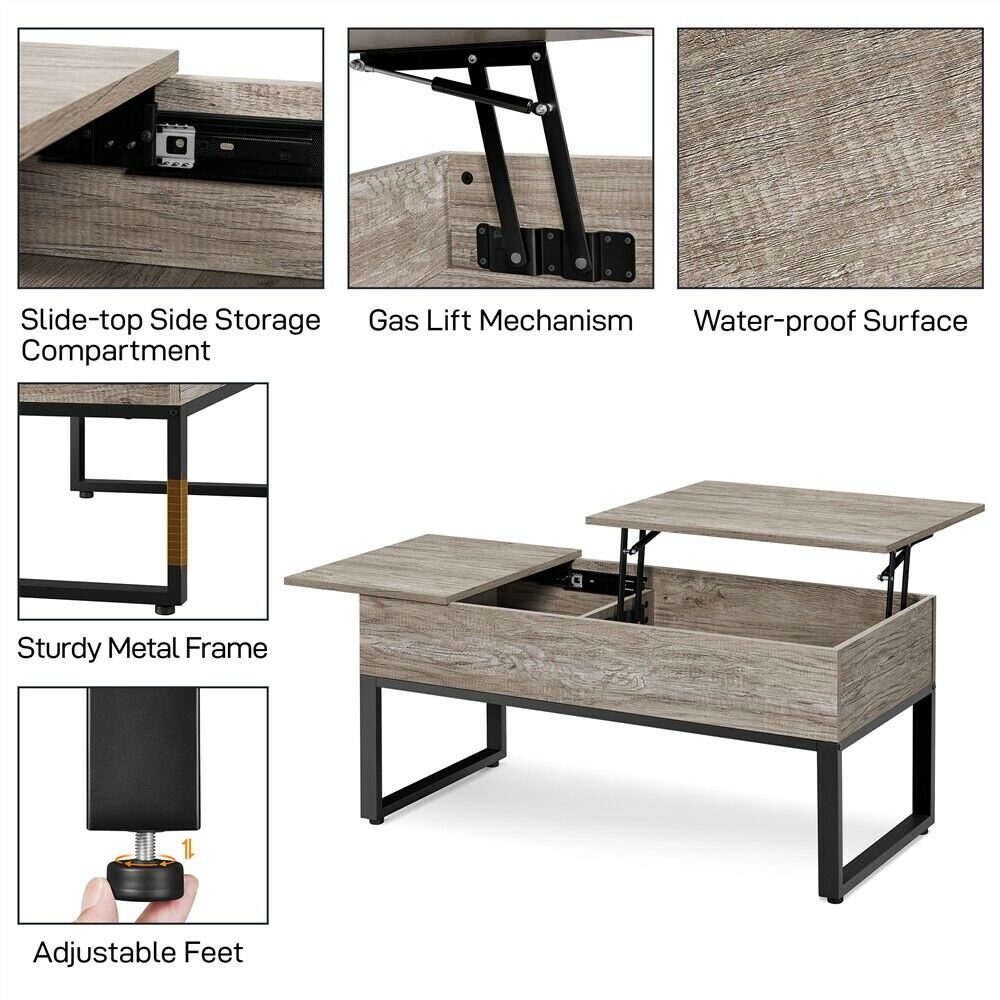 Slide-top Side Storage
Compartment
Gas Lift Mechanism
Water-proof Surface
Sturdy Metal Frame
Adjustable Feet